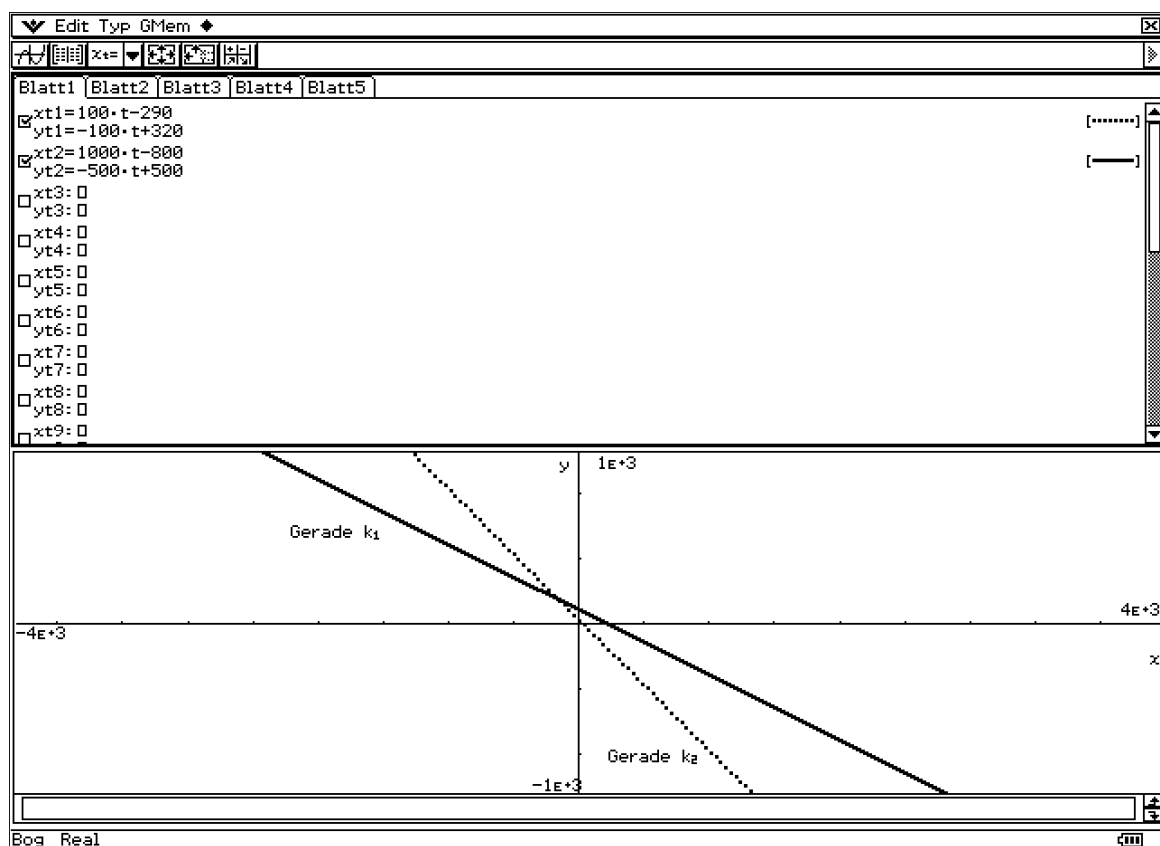 Edit Typ GMem ◆
xt=
Blatt1 Blatt2 Blatt3 Blatt4 Blatt5
xt1=100·t-290
yt1=-100·t+320
[········]
xt2=1000·t-800
yt2=-500·t+500
[——]
xt3:□
yt3:□
xt4:□
yt4:□
xt5:□
yt5:□
xt6:□
yt6:□
xt7:□
yt7:□
xt8:□
yt8:□
xt9:□
y 1E+3
Gerade k₁
-4E+3
4E+3
x
Gerade k₂
-1E+3
Bog Real